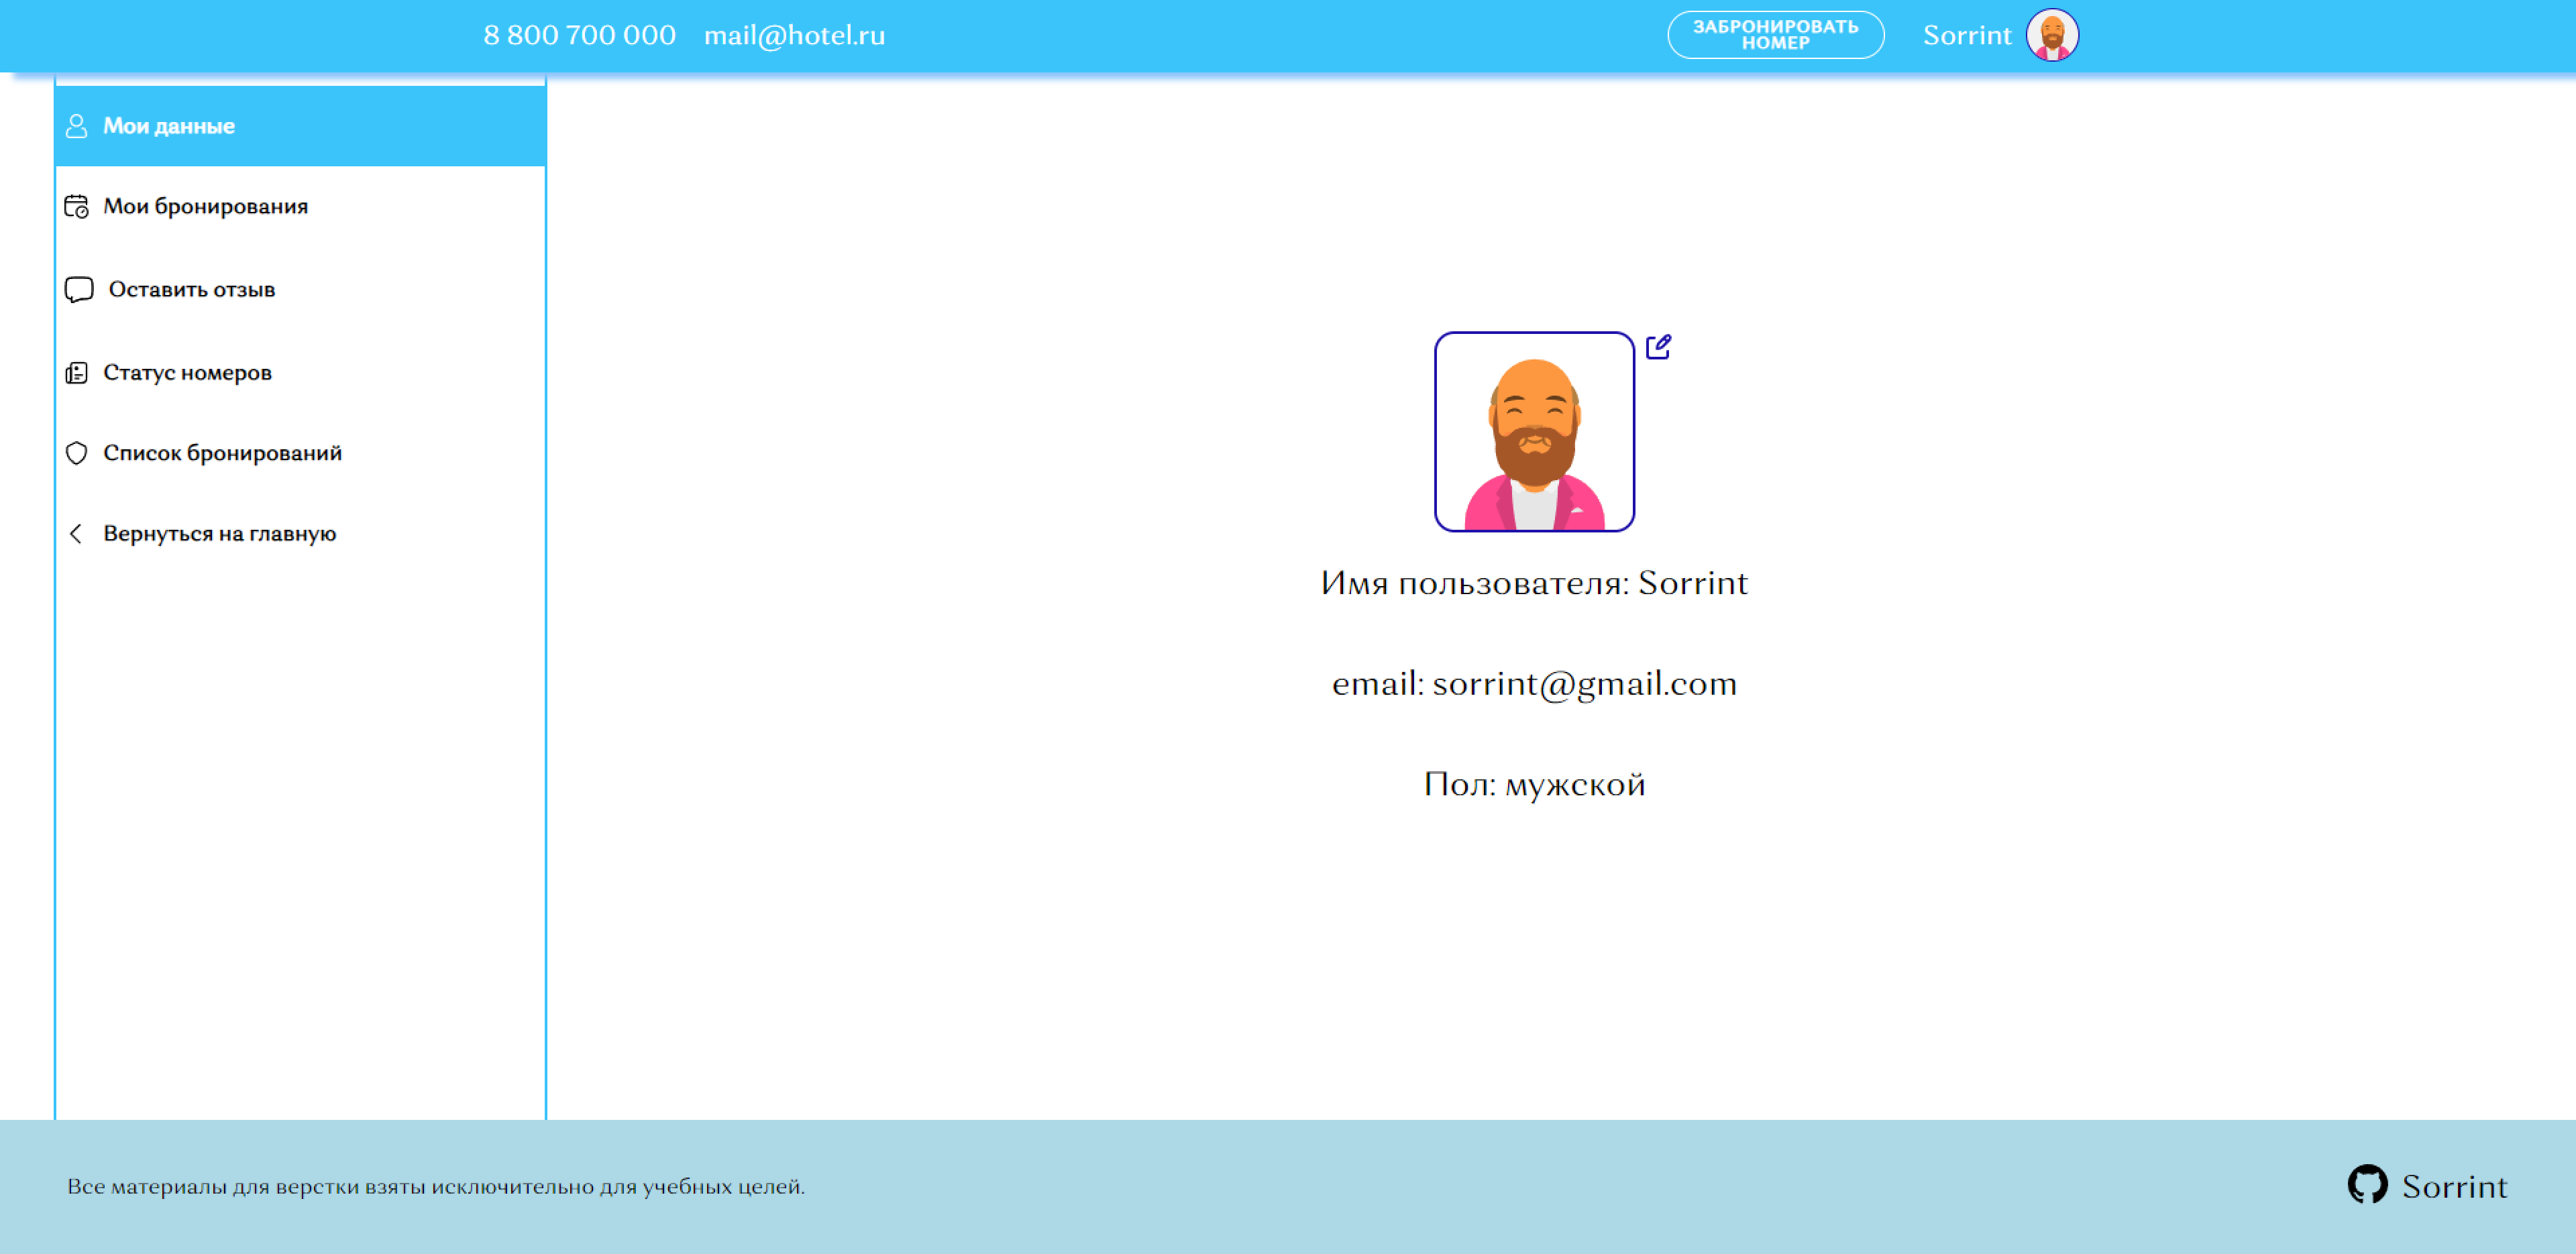 8 800 700 000 mail@hotel.ru
ЗАБРОНИРОВАТЬ
НОМЕР
Sorrint
Мои данные
Мои бронирования
Оставить отзыв
Статус номеров
Список бронирований
Вернуться на главную
Имя пользователя: Sorrint
email: sorrint@gmail.com
Пол: мужской
Все материалы для верстки взяты исключительно для учебных целей.
Sorrint